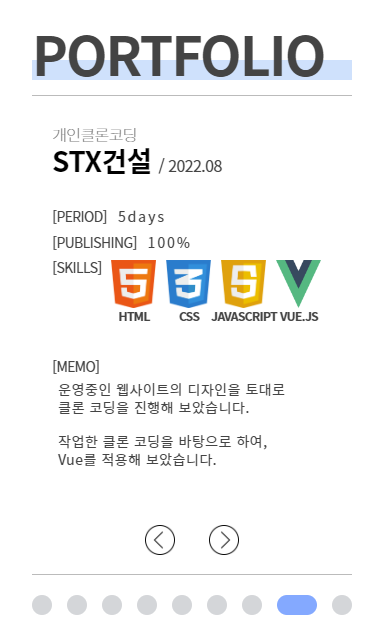 PORTFOLIO
개인클론코딩
STX건설 / 2022.08
[PERIOD] 5days
[PUBLISHING] 100%
[SKILLS]
HTML CSS JAVASCRIPT VUE.JS
[MEMO]
운영중인 웹사이트의 디자인을 토대로
클론 코딩을 진행해 보았습니다.
작업한 클론 코딩을 바탕으로 하여,
Vue를 적용해 보았습니다.